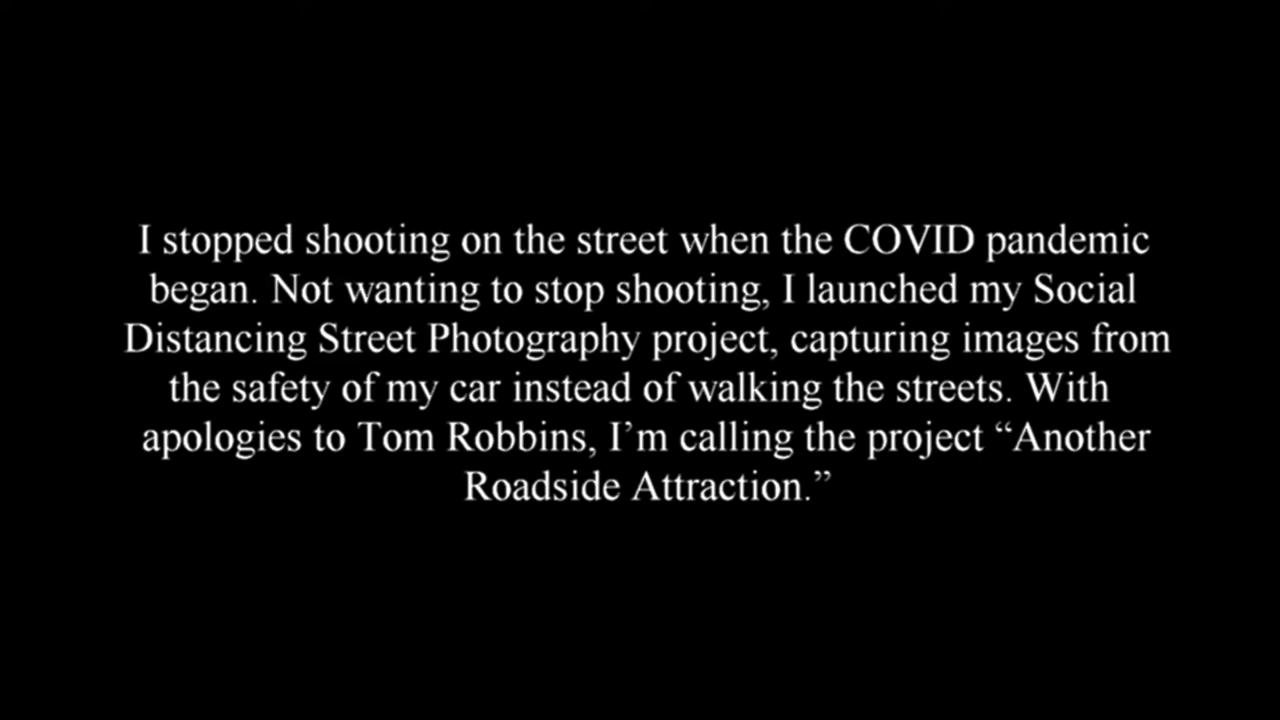 I stopped shooting on the street when the COVID pandemic
began. Not wanting to stop shooting, I launched my Social
Distancing Street Photography project, capturing images from
the safety of my car instead of walking the streets. With
apologies to Tom Robbins, I’m calling the project “Another
Roadside Attraction.”